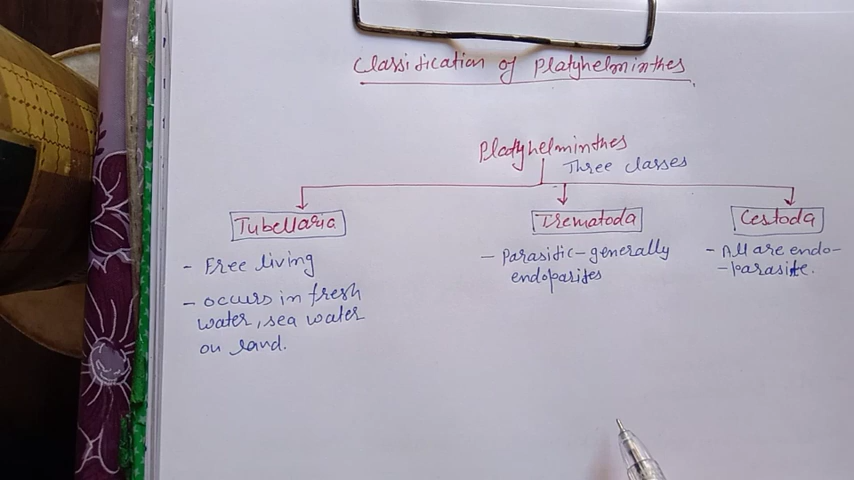 Classification of Platyhelminthes
Platyhelminthes
Three classes
Tubellaria
- Free living
- occurs in fresh
water, sea water
on land.
Trematoda
- Parasitic - generally
endoparites
Cestoda
- All are endo-
-parasite.